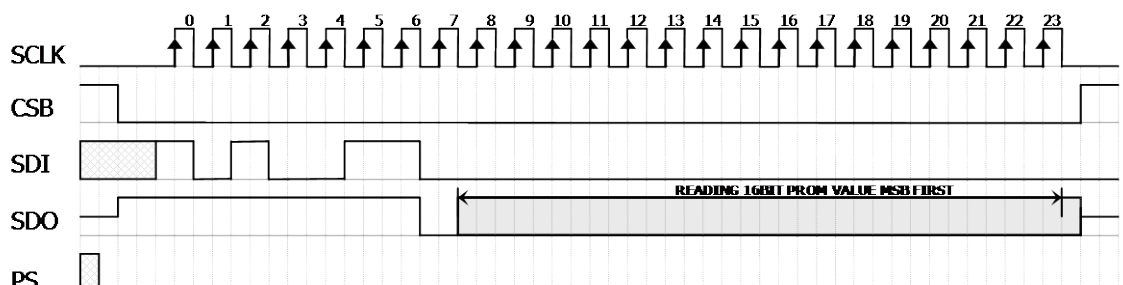 0 1 2 3 4 5 6 7 8 9 10 11 12 13 14 15 16 17 18 19 20 21 22 23
SCLK
CSB
SDI
READING 16BIT PROM VALUE MSB FIRST
SDO
PS